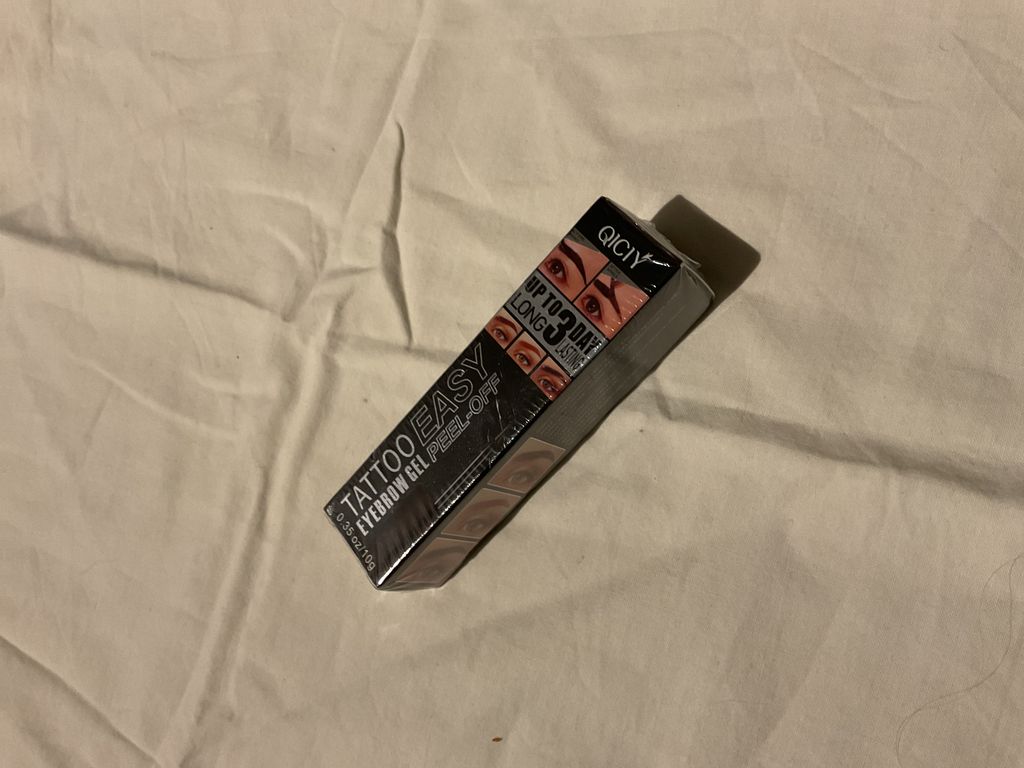 QICIY
UP TO 3 DAY
LONG LASTING
TATTOO EASY
EYEBROW GEL PEEL-OFF
0.35 oz/10g